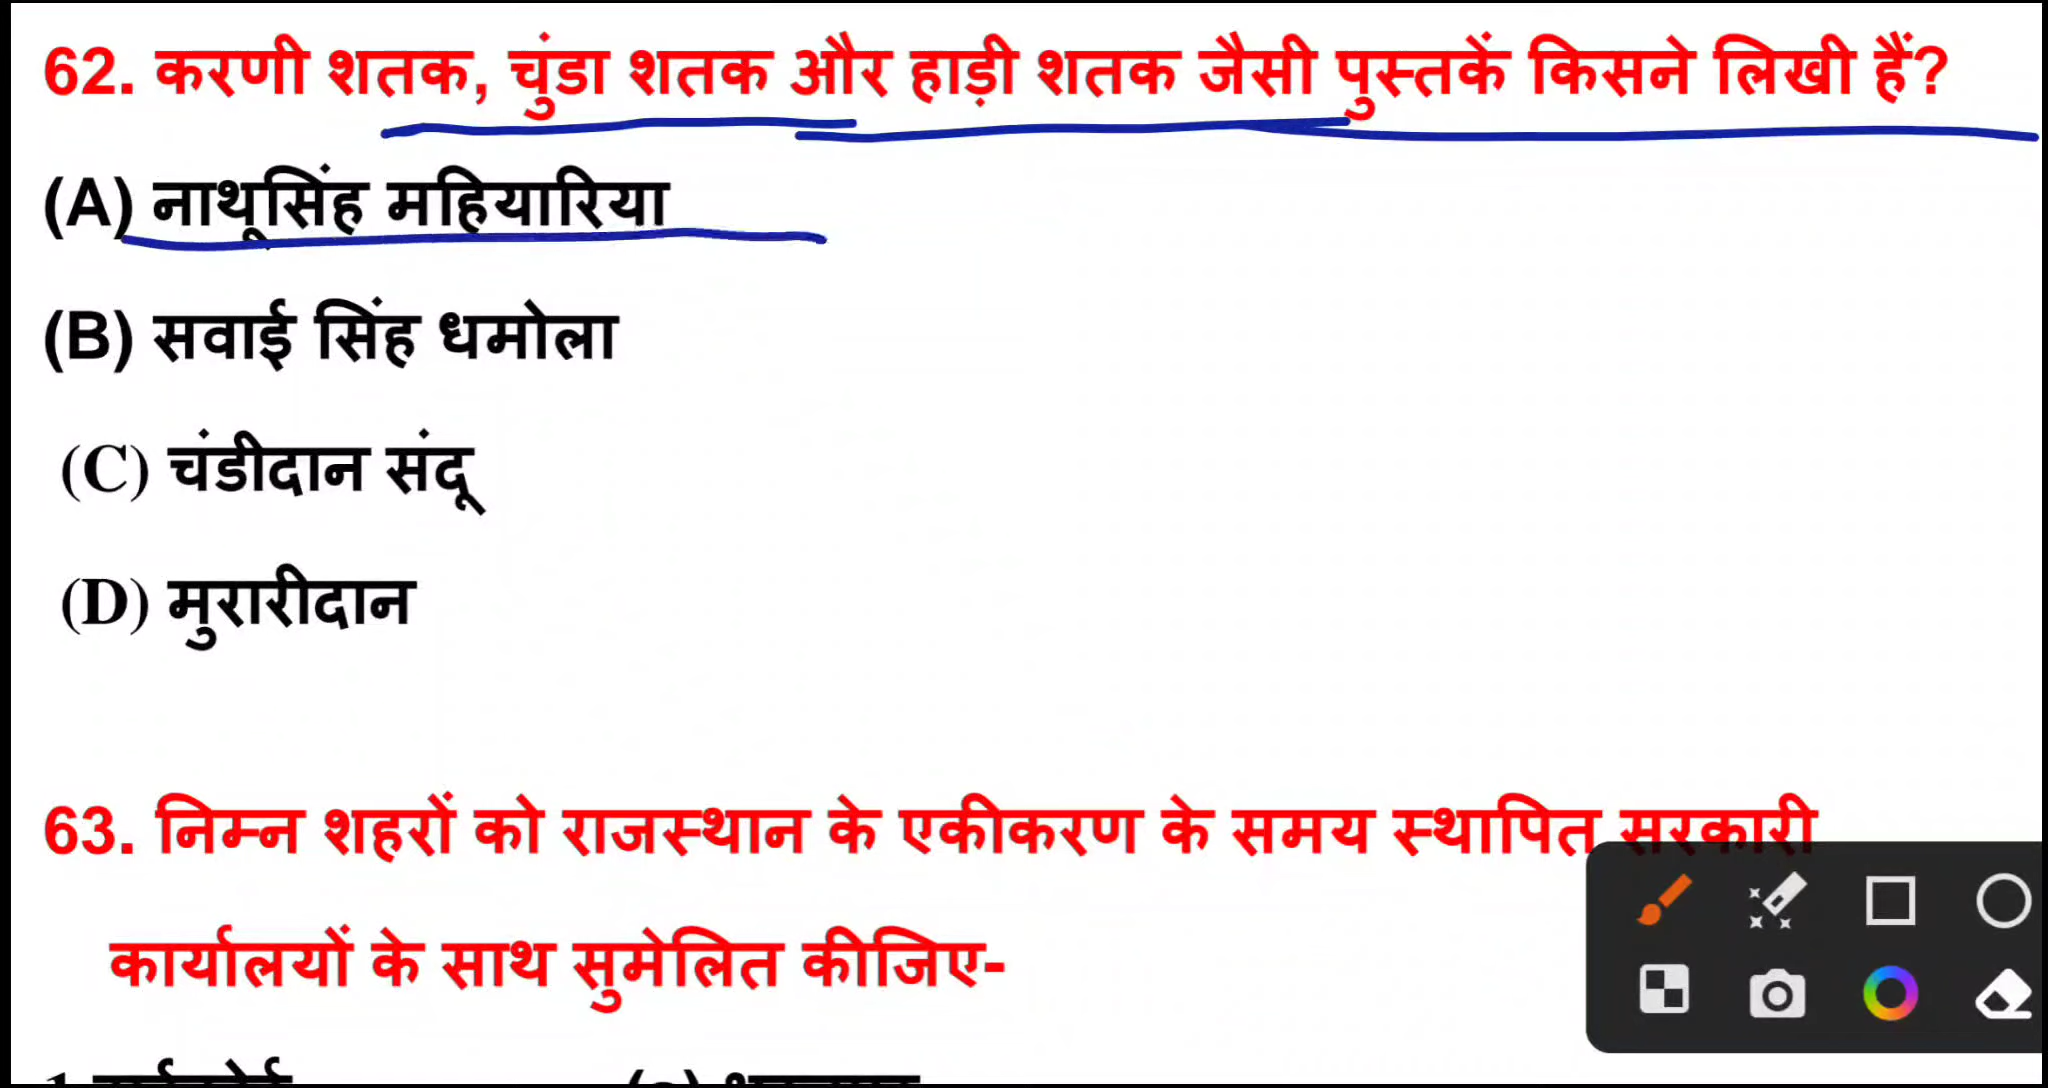 62. करणी शतक, चुंडा शतक और हाड़ी शतक जैसी पुस्तकें किसने लिखी हैं?
(A) नाथूसिंह महियारिया
(B) सवाई सिंह धमोला
(C) चंडीदान संदू
(D) मुरारीदान
63. निम्न शहरों को राजस्थान के एकीकरण के समय स्थापित सरकारी
कार्यालयों के साथ सुमेलित कीजिए-